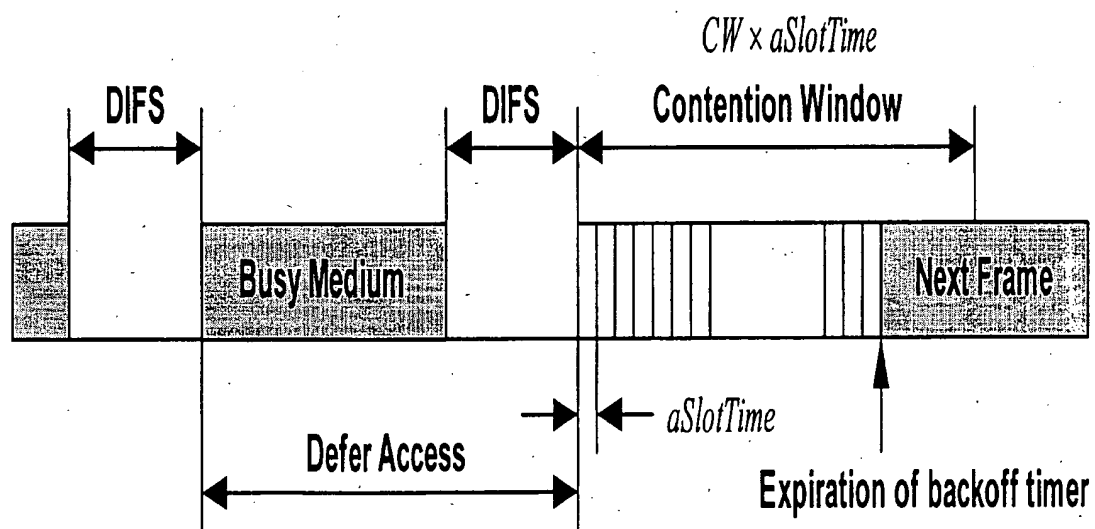 CW × aSlotTime
DIFS
DIFS
Contention Window
Busy Medium
Next Frame
aSlotTime
Defer Access
Expiration of backoff timer